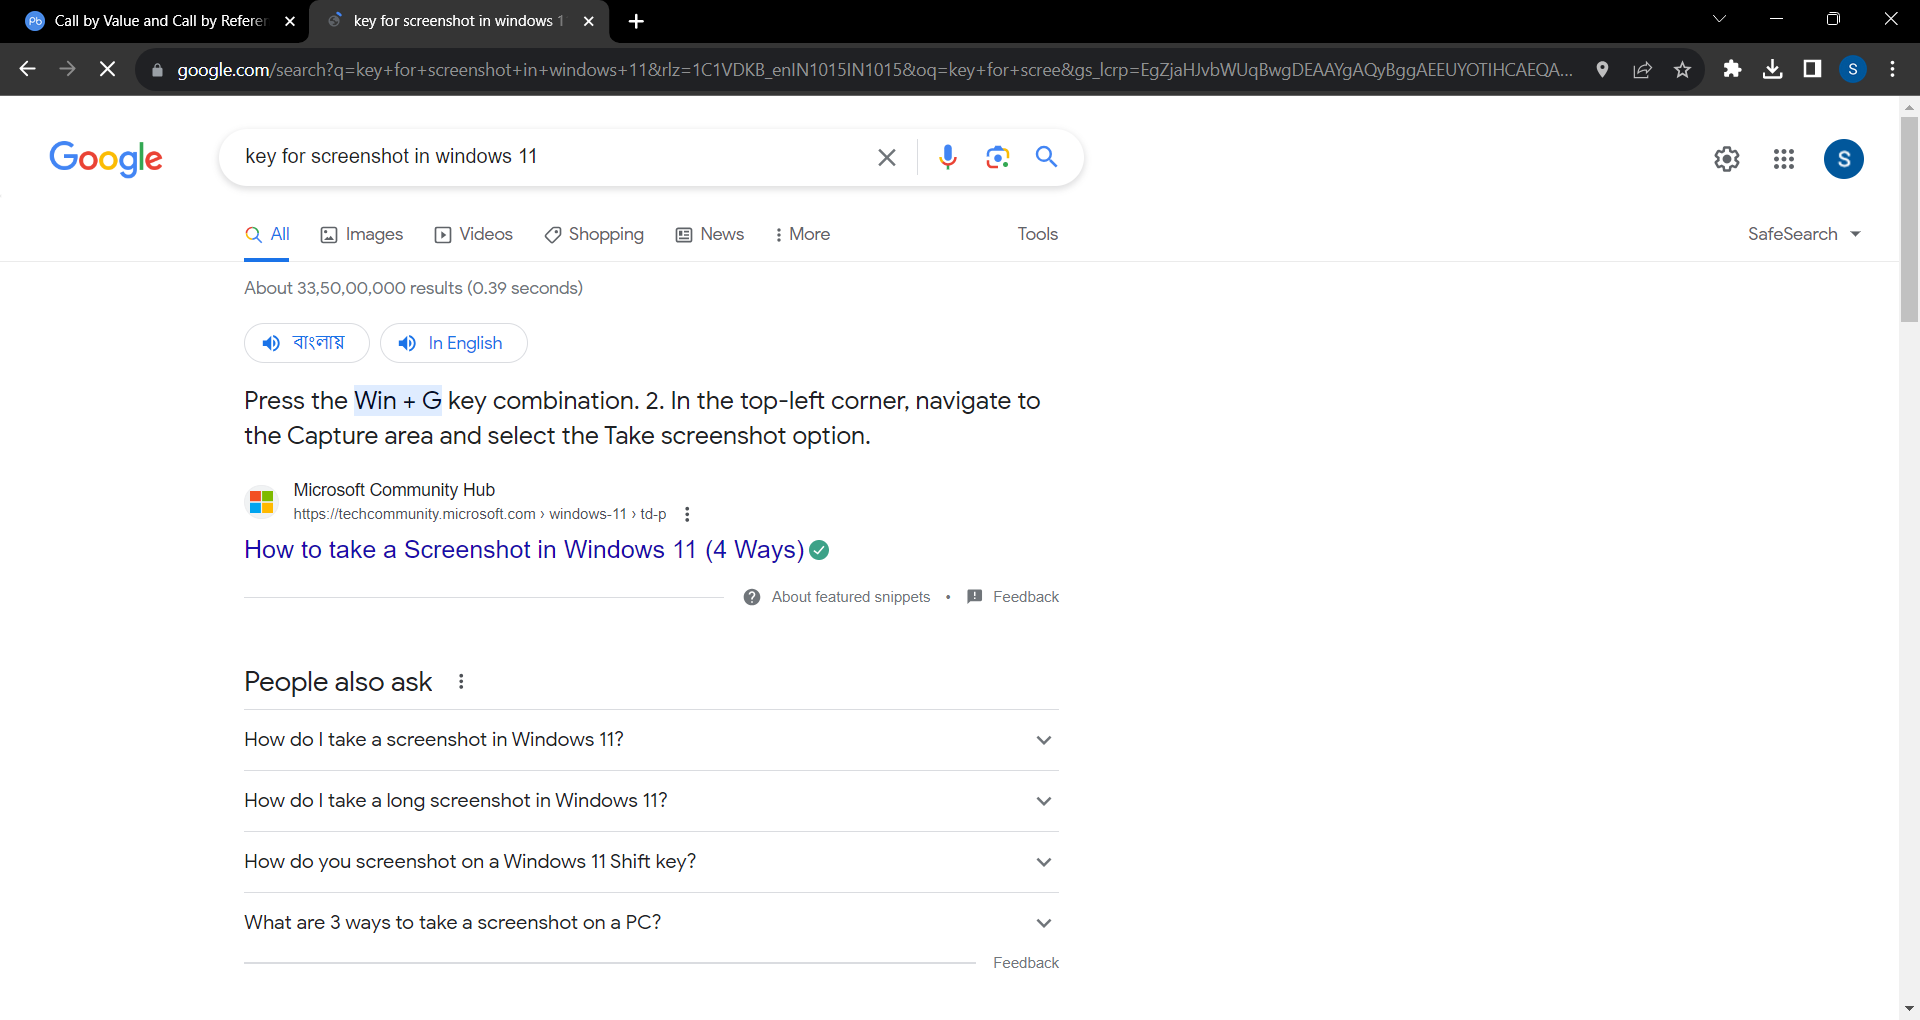 Call by Value and Call by Refere
key for screenshot in windows 1
google.com/search?q=key+for+screenshot+in+windows+11&rlz=1C1VDKB_enIN1015IN1015&oq=key+for+scree&gs_lcrp=EgZjaHJvbWUqBwgDEAAYgAQyBggAEEUYOTIHCAEQA...
S
Google
key for screenshot in windows 11
S
All
Images
Videos
Shopping
News
More
Tools
SafeSearch
About 33,50,00,000 results (0.39 seconds)
বাংলায়
In English
Press the Win + G key combination. 2. In the top-left corner, navigate to
the Capture area and select the Take screenshot option.
Microsoft Community Hub
https://techcommunity.microsoft.com › windows-11 › td-p
How to take a Screenshot in Windows 11 (4 Ways)
About featured snippets • Feedback
People also ask
How do I take a screenshot in Windows 11?
How do I take a long screenshot in Windows 11?
How do you screenshot on a Windows 11 Shift key?
What are 3 ways to take a screenshot on a PC?
Feedback